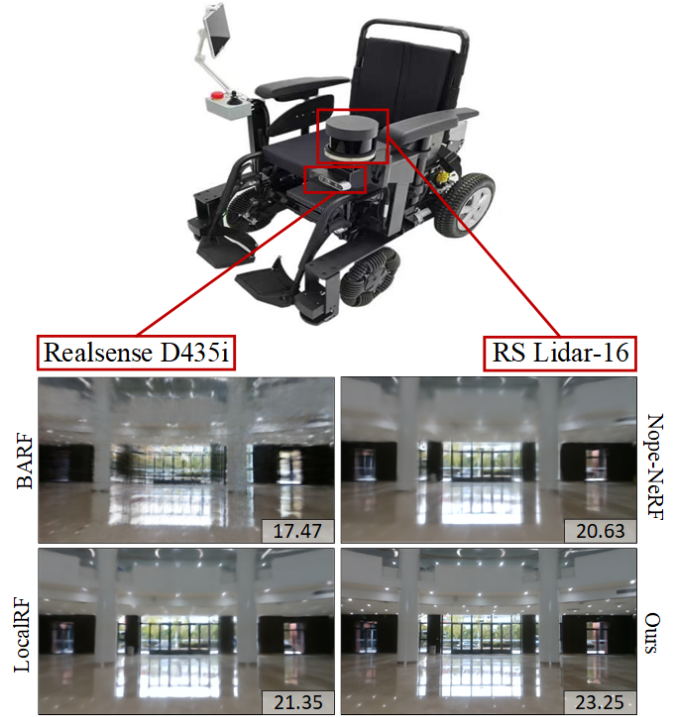 Realsense D435i
RS Lidar-16
BARF
17.47
Nope-NeRF
20.63
LocalRF
21.35
Ours
23.25